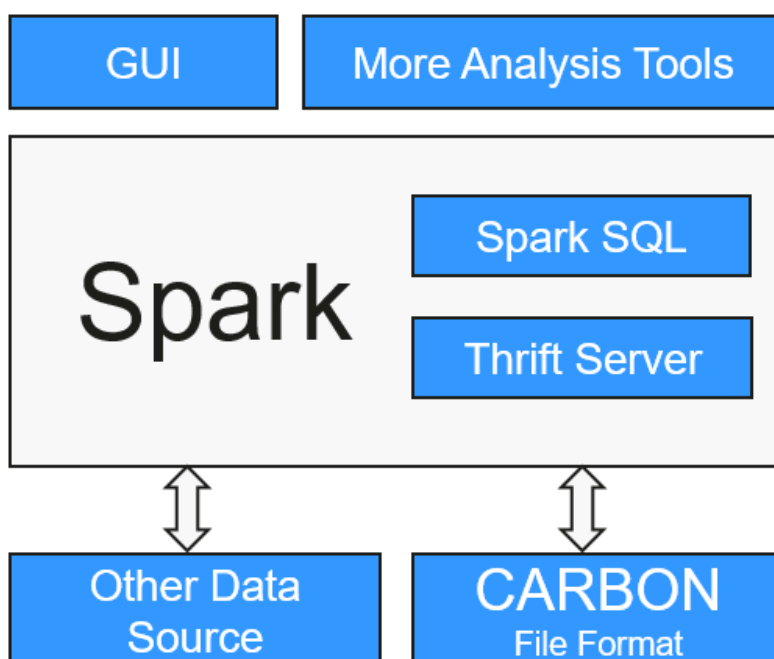 GUI
More Analysis Tools
Spark
Spark SQL
Thrift Server
Other Data
Source
CARBON
File Format